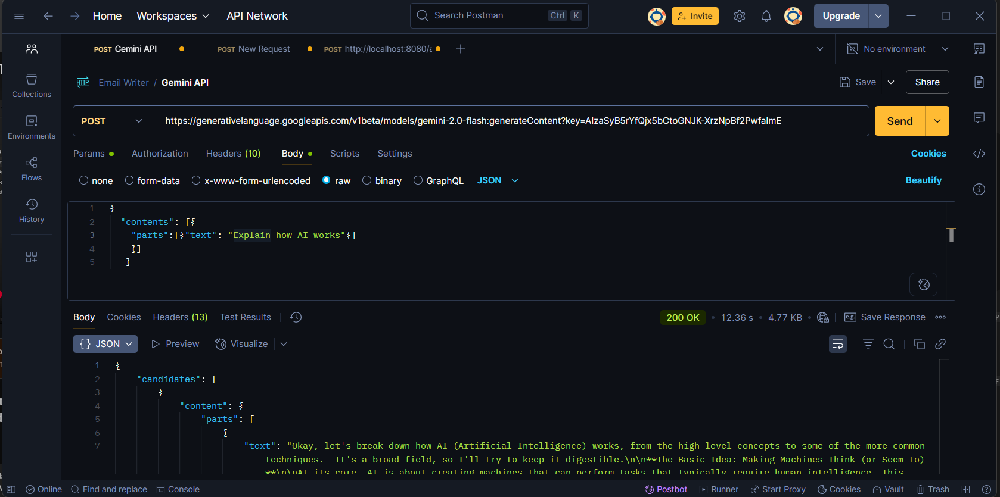 Home Workspaces API Network Search Postman Ctrl K Invite Upgrade
POST Gemini API POST New Request POST http://localhost:8080/a No environment
HTTP Email Writer / Gemini API Save Share
POST https://generativelanguage.googleapis.com/v1beta/models/gemini-2.0-flash:generateContent?key=AIzaSyB5rYfQjx5bCtoGNJK-XrzNpBf2PwfaImE Send
Params Authorization Headers (10) Body Scripts Settings Cookies
none form-data x-www-form-urlencoded raw binary GraphQL JSON Beautify
Collections
Environments
Flows
History
1 {
2 "contents": [{
3 "parts":[{"text": "Explain how AI works"}]
4 }]
5 }
Body Cookies Headers (13) Test Results 200 OK • 12.36 s • 4.77 KB • e.g. Save Response
{} JSON Preview Visualize
1 {
2 "candidates": [
3 {
4 "content": {
5 "parts": [
6 {
7 "text": "Okay, let's break down how AI (Artificial Intelligence) works, from the high-level concepts to some of the more common
techniques.  It's a broad field, so I'll try to keep it digestible.\n\n**The Basic Idea: Making Machines Think (or Seem to)
**\n\nAt its core, AI is about creating machines that can perform tasks that typically require human intelligence. This
Online Find and replace Console Postbot Runner Start Proxy Cookies Vault Trash